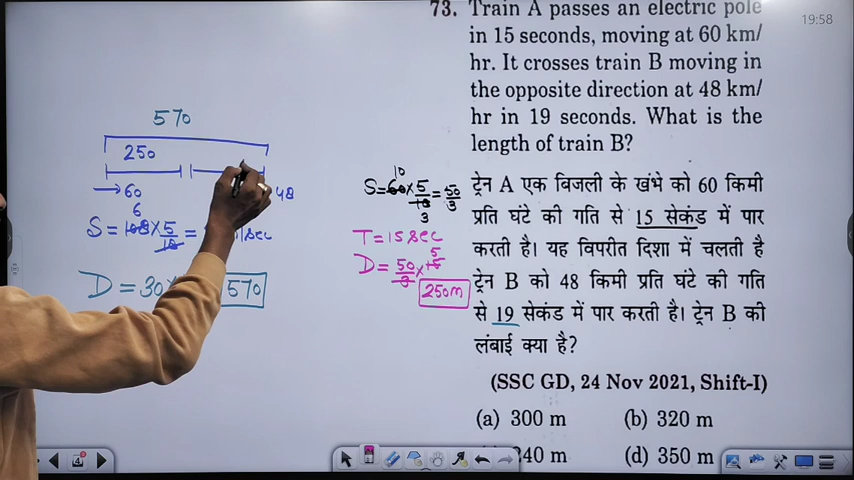 19:58
73. Train A passes an electric pole
in 15 seconds, moving at 60 km/
hr. It crosses train B moving in
the opposite direction at 48 km/
hr in 19 seconds. What is the
length of train B?
ट्रेन A एक बिजली के खंभे को 60 किमी
प्रति घंटे की गति से 15 सेकंड में पार
करती है। यह विपरीत दिशा में चलती है
ट्रेन B को 48 किमी प्रति घंटे की गति
से 19 सेकंड में पार करती है। ट्रेन B की
लंबाई क्या है?
(SSC GD, 24 Nov 2021, Shift-I)
(a) 300 m (b) 320 m
340 m (d) 350 m
570
250
→60 48
6
S = 108 × 5/18 =
D = 30 570
10
S = 60 × 5/18 = 50/3
3
T = 15 sec
5
D = 50/3 × 15
250m